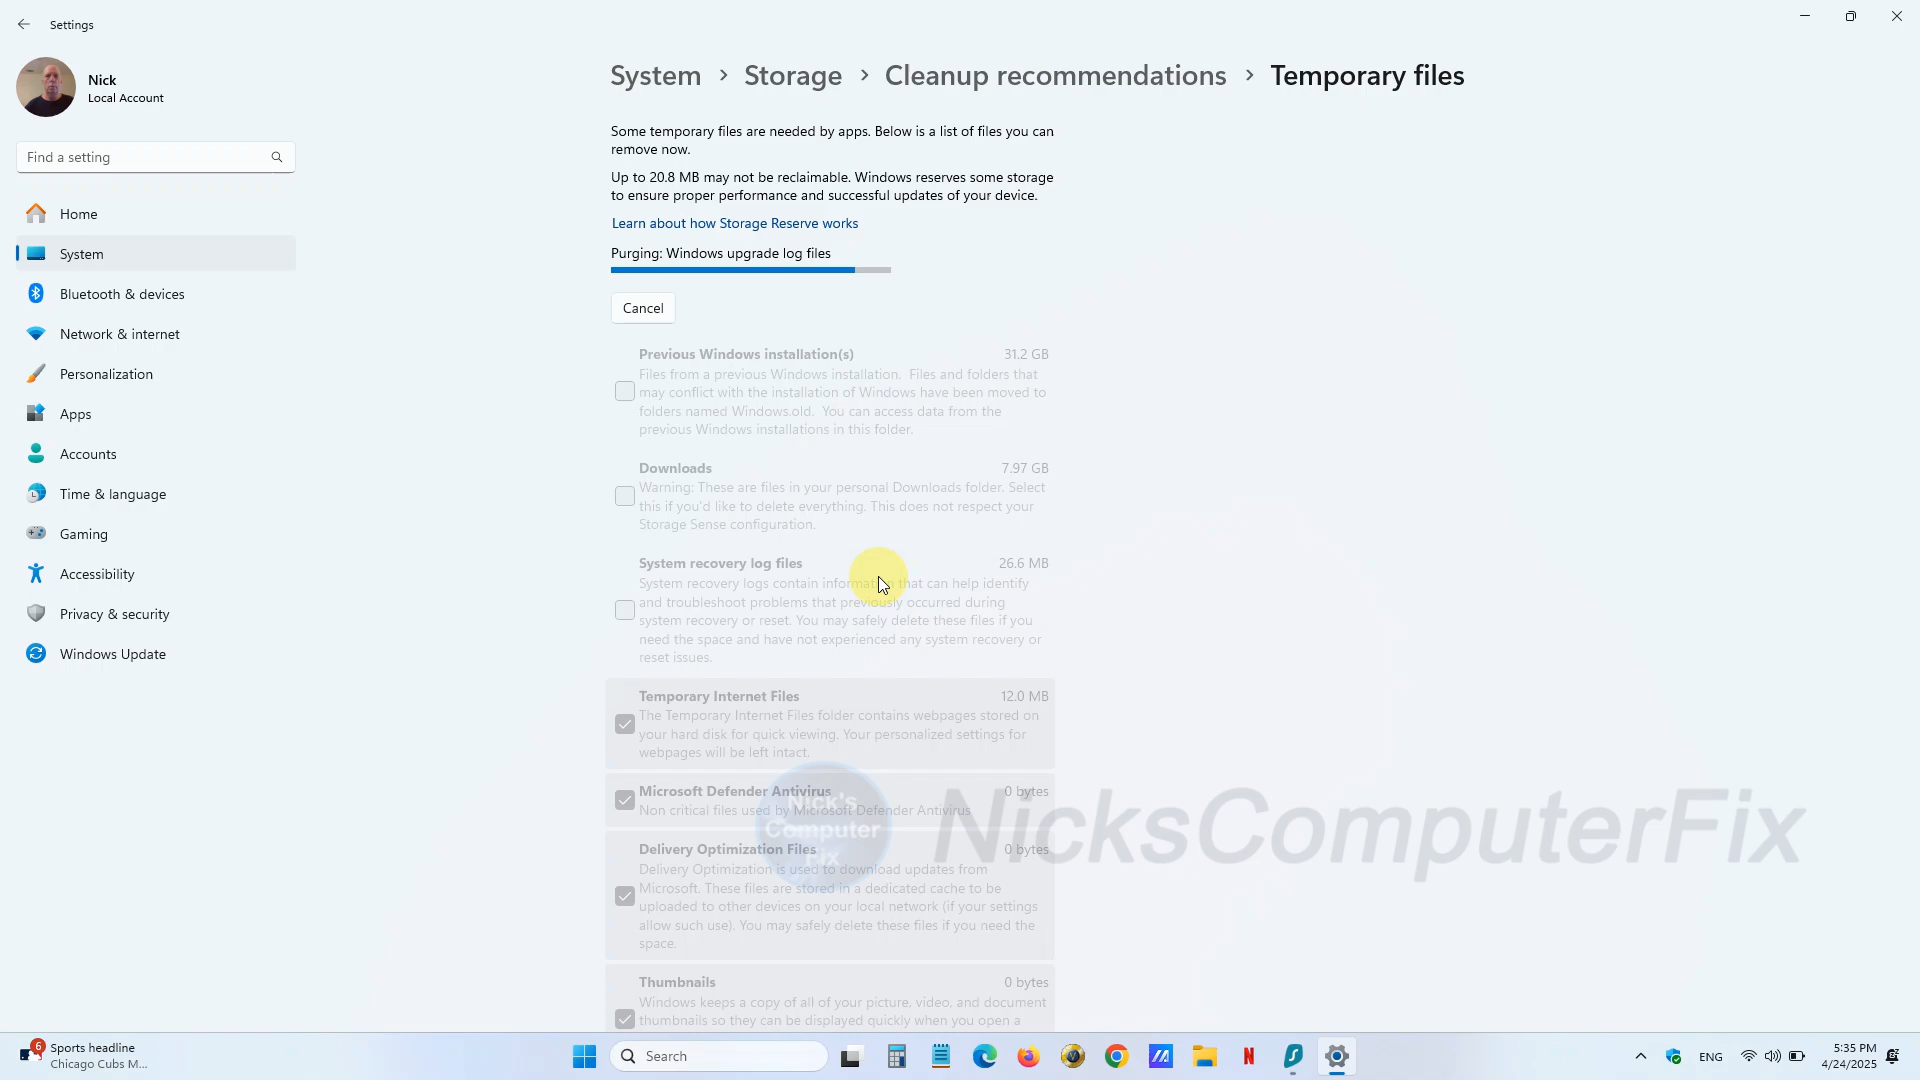 Settings
Nick
Local Account
Find a setting
Home
System
Bluetooth & devices
Network & internet
Personalization
Apps
Accounts
Time & language
Gaming
Accessibility
Privacy & security
Windows Update
System > Storage > Cleanup recommendations > Temporary files
Some temporary files are needed by apps. Below is a list of files you can
remove now.
Up to 20.8 MB may not be reclaimable. Windows reserves some storage
to ensure proper performance and successful updates of your device.
Learn about how Storage Reserve works
Purging: Windows upgrade log files
Cancel
Previous Windows installation(s) 31.2 GB
Files from a previous Windows installation. Files and folders that
may conflict with the installation of Windows have been moved to
folders named Windows.old. You can access data from the
previous Windows installations in this folder.
Downloads 7.97 GB
Warning: These are files in your personal Downloads folder. Select
this if you'd like to delete everything. This does not respect your
Storage Sense configuration.
System recovery log files 26.6 MB
System recovery logs contain information that can help identify
and troubleshoot problems that previously occurred during
system recovery or reset. You may safely delete these files if you
need the space and have not experienced any system recovery or
reset issues.
Temporary Internet Files 12.0 MB
The Temporary Internet Files folder contains webpages stored on
your hard disk for quick viewing. Your personalized settings for
webpages will be left intact.
Microsoft Defender Antivirus 0 bytes
Non critical files used by Microsoft Defender Antivirus
Delivery Optimization Files 0 bytes
Delivery Optimization is used to download updates from
Microsoft. These files are stored in a dedicated cache to be
uploaded to other devices on your local network (if your settings
allow such use). You may safely delete these files if you need the
space.
Thumbnails 0 bytes
Windows keeps a copy of all of your picture, video, and document
thumbnails so they can be displayed quickly when you open a
Nick's
Computer
Fix
NicksComputerFix
6
Sports headline
Chicago Cubs M...
Search
N
ENG
5:35 PM
4/24/2025